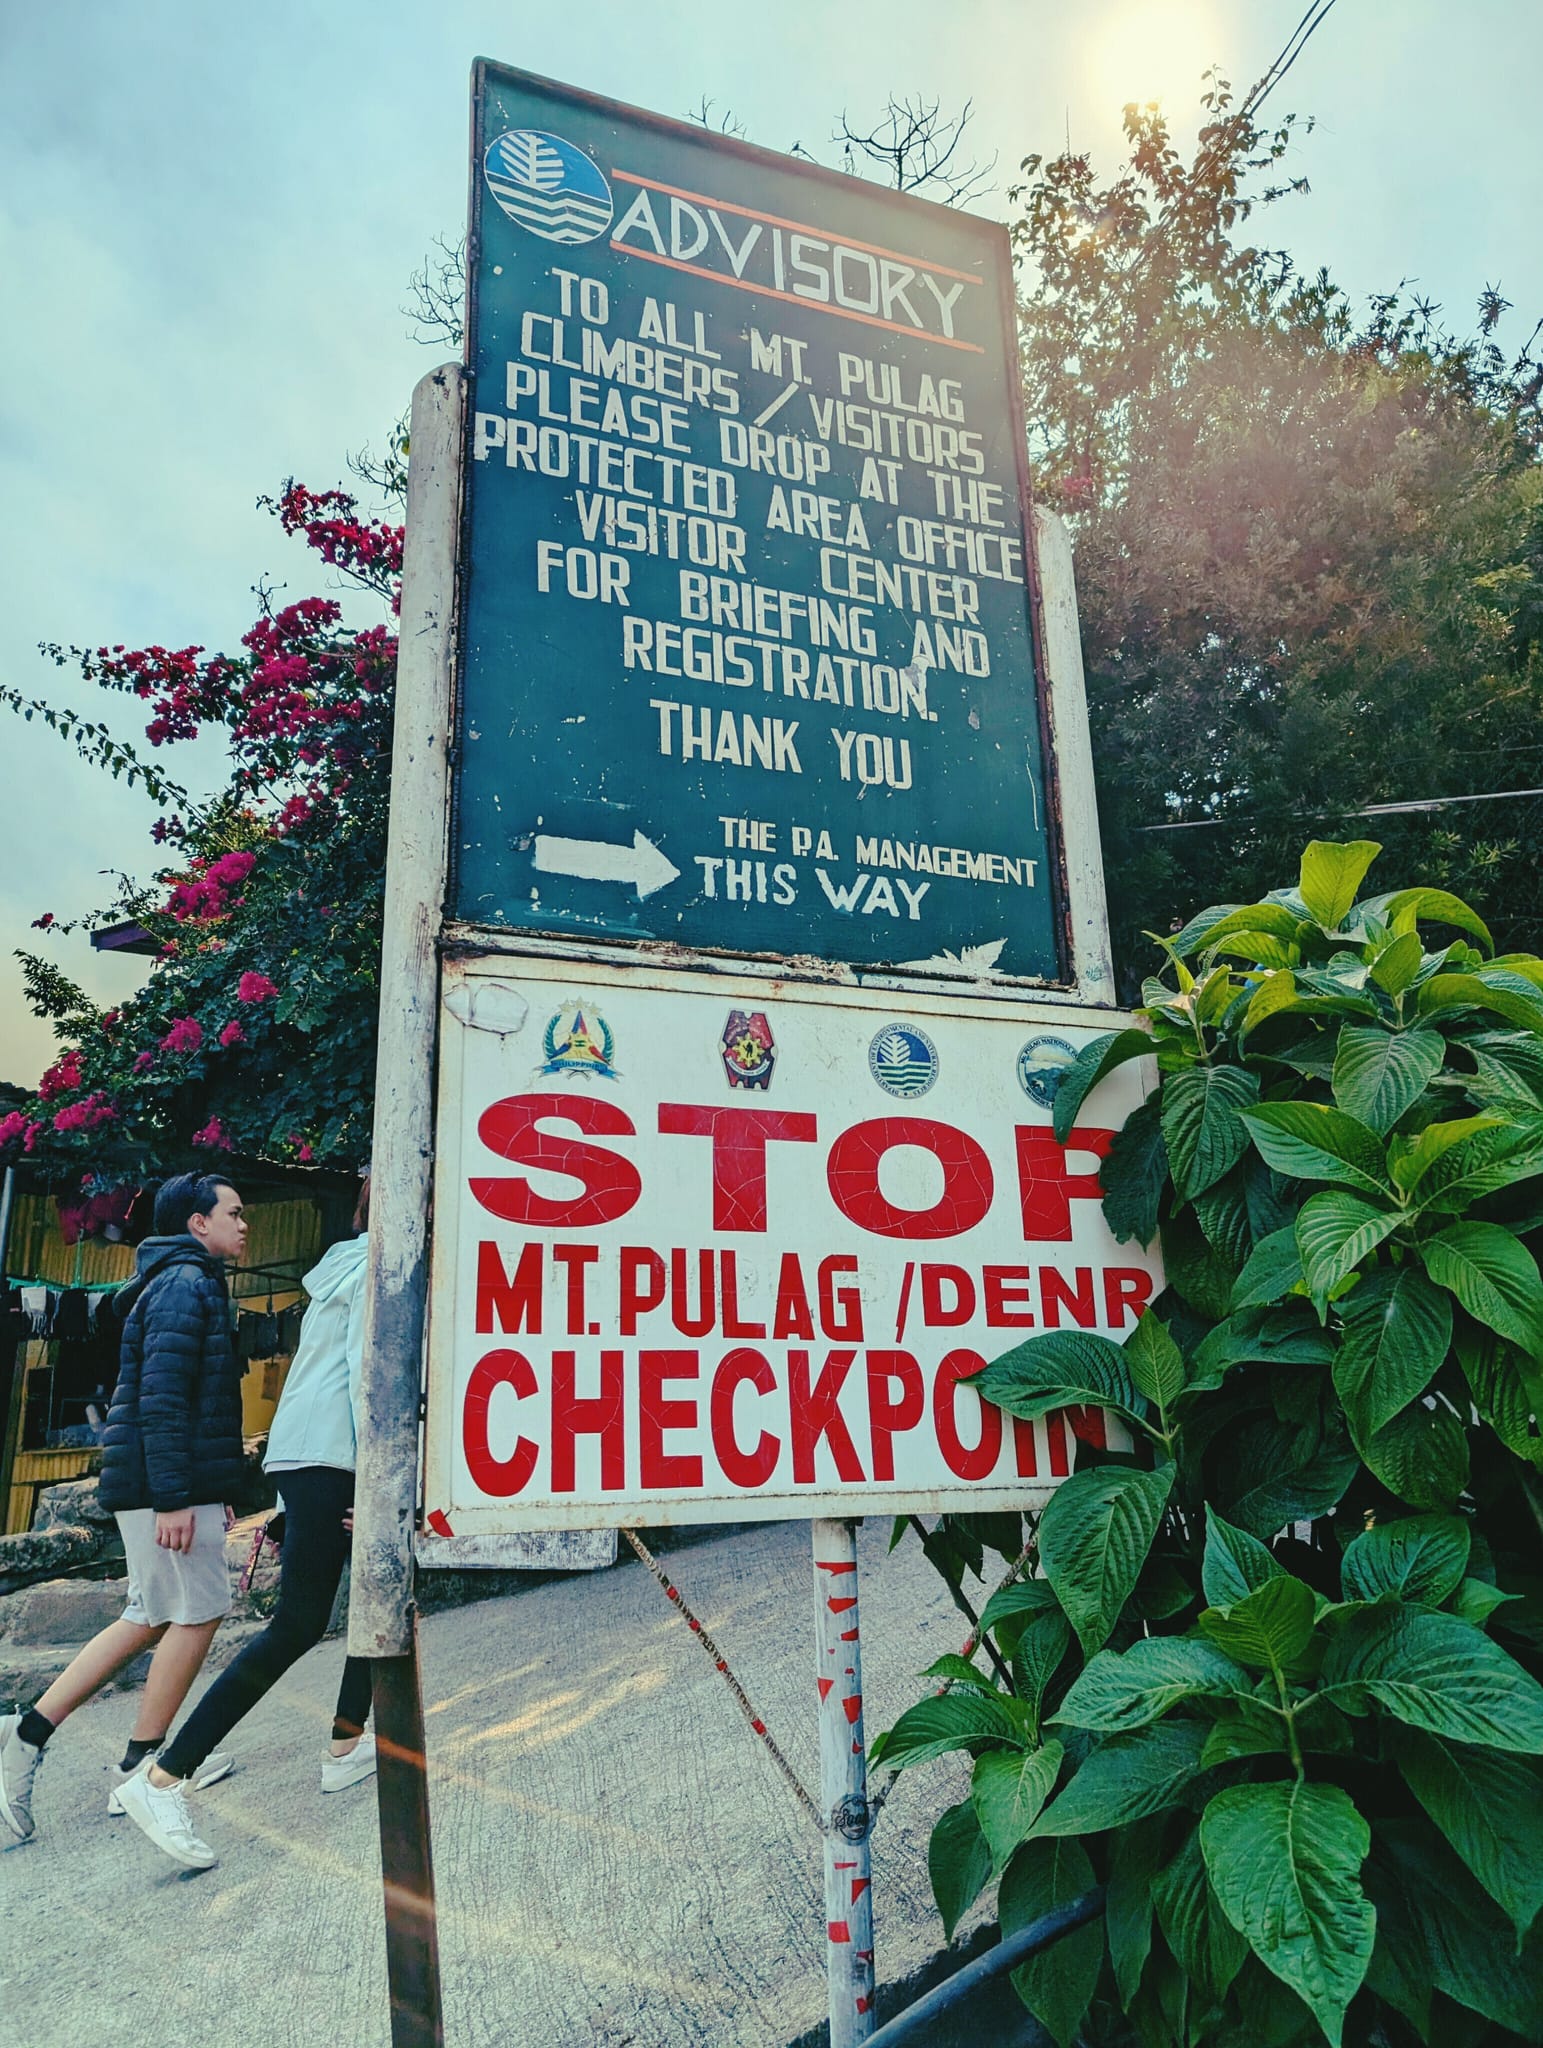 ADVISORY
TO ALL MT. PULAG
CLIMBERS / VISITORS
PLEASE DROP AT THE
PROTECTED AREA OFFICE
VISITOR CENTER
FOR BRIEFING AND
REGISTRATION.
THANK YOU
THE P.A. MANAGEMENT
THIS WAY
STOP
MT. PULAG / DENR
CHECKPOIN